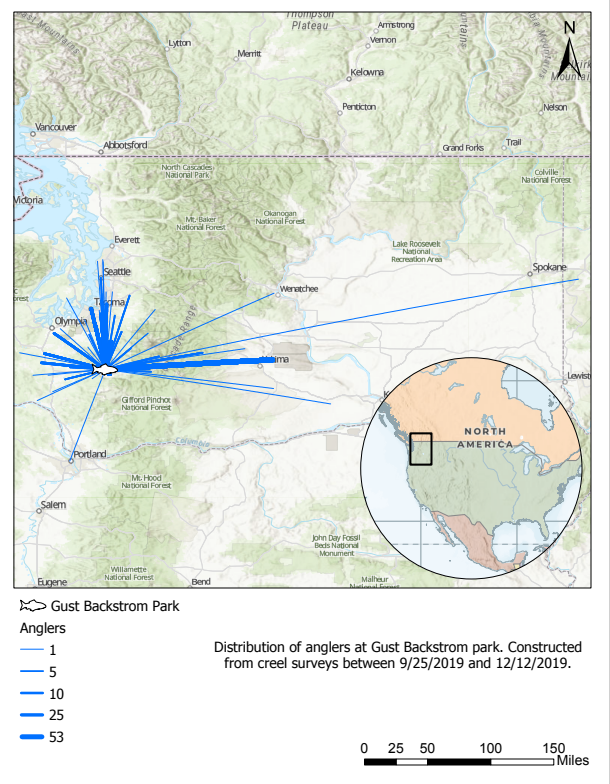 Thompson
Plateau
Armstrong
Vernon
Lytton
Merritt
Kelowna
Penticton
Nelson
N
Vancouver
Abbotsford
Trail
Grand Forks
North Cascades
National Park
Colville
National Forest
Victoria
Mt. Baker
National Forest
Okanogan
National Forest
Everett
Lake Roosevelt
National
Recreation Area
Seattle
Spokane
Wenatchee
Tacoma
Olympia
Lewist
Gifford Pinchot
National Forest
Columbia
Portland
Mt. Hood
National Forest
Salem
John Day Fossil
Beds National
Monument
Willamette
National Forest
Malheur
National Forest
Eugene
Bend
NORTH
AMERICA
Gust Backstrom Park
Anglers
1
5
10
25
53
Distribution of anglers at Gust Backstrom park. Constructed
from creel surveys between 9/25/2019 and 12/12/2019.
0 25 50 100 150
Miles